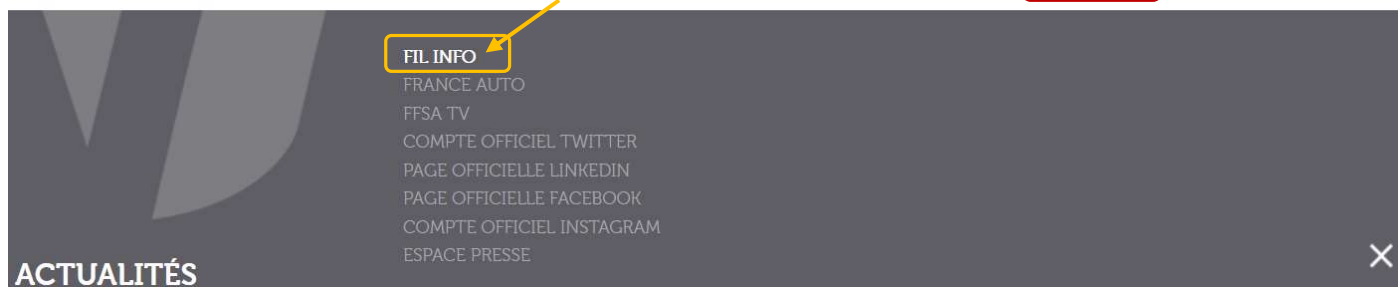 FIL INFO
FRANCE AUTO
FFSA TV
COMPTE OFFICIEL TWITTER
PAGE OFFICIELLE LINKEDIN
PAGE OFFICIELLE FACEBOOK
COMPTE OFFICIEL INSTAGRAM
ESPACE PRESSE
ACTUALITÉS